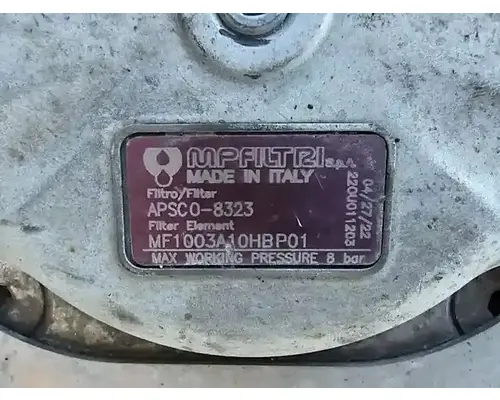 MPFILTRI S.p.A.
MADE IN ITALY
Filtro/Filter
APSCO-8323
Filter Element
MF1003A10HBP01
MAX WORKING PRESSURE 8 bar
04/27/22
220U011203